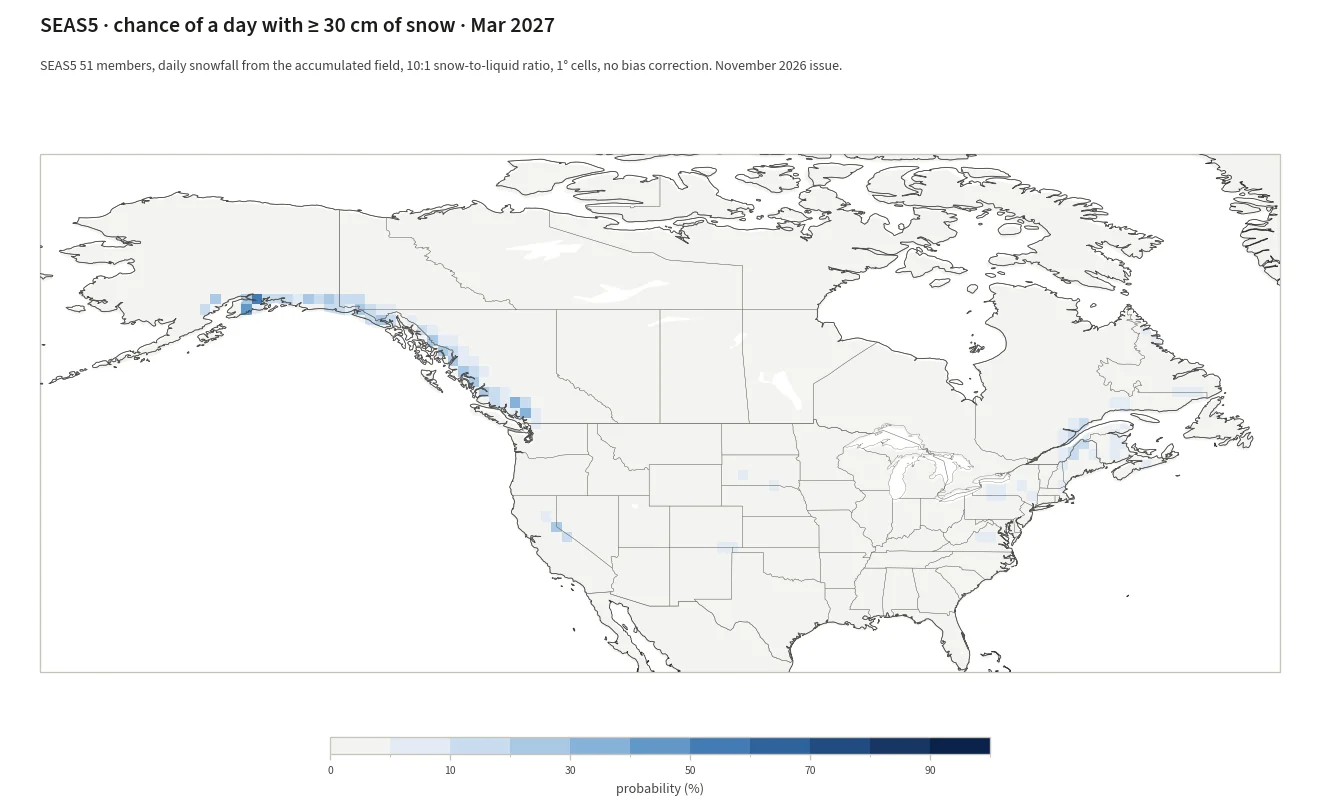 SEAS5 · chance of a day with ≥ 30 cm of snow · Mar 2027
SEAS5 51 members, daily snowfall from the accumulated field, 10:1 snow-to-liquid ratio, 1° cells, no bias correction. November 2026 issue.
0 10 30 50 70 90
probability (%)